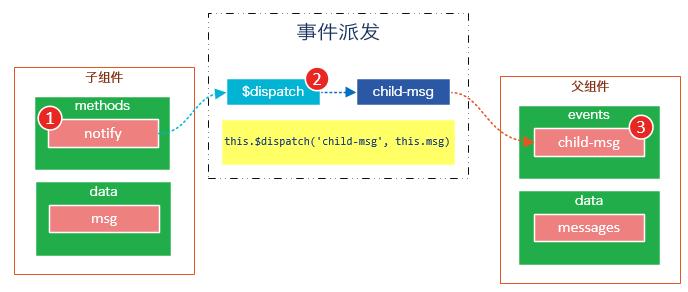 事件派发
子组件
methods
1
notify
data
msg
$dispatch
2
child-msg
this.$dispatch('child-msg', this.msg)
父组件
events
3
child-msg
data
messages